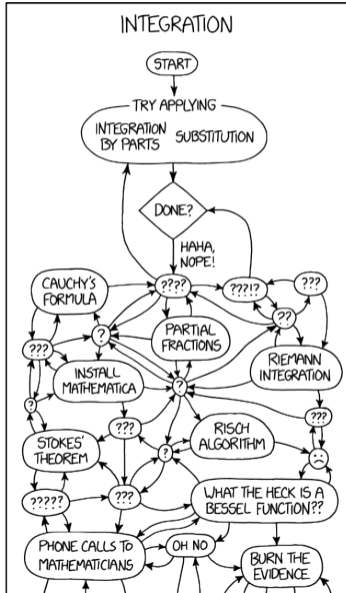 INTEGRATION
START
TRY APPLYING
INTEGRATION
BY PARTS
SUBSTITUTION
DONE?
HAHA,
NOPE!
CAUCHY'S
FORMULA
????
???!?
???
??
?
PARTIAL
FRACTIONS
???
RIEMANN
INTEGRATION
INSTALL
MATHEMATICA
?
?
???
???
STOKES'
THEOREM
RISCH
ALGORITHM
?
?????
???
WHAT THE HECK IS A
BESSEL FUNCTION??
PHONE CALLS TO
MATHEMATICIANS
OH NO
BURN THE
EVIDENCE